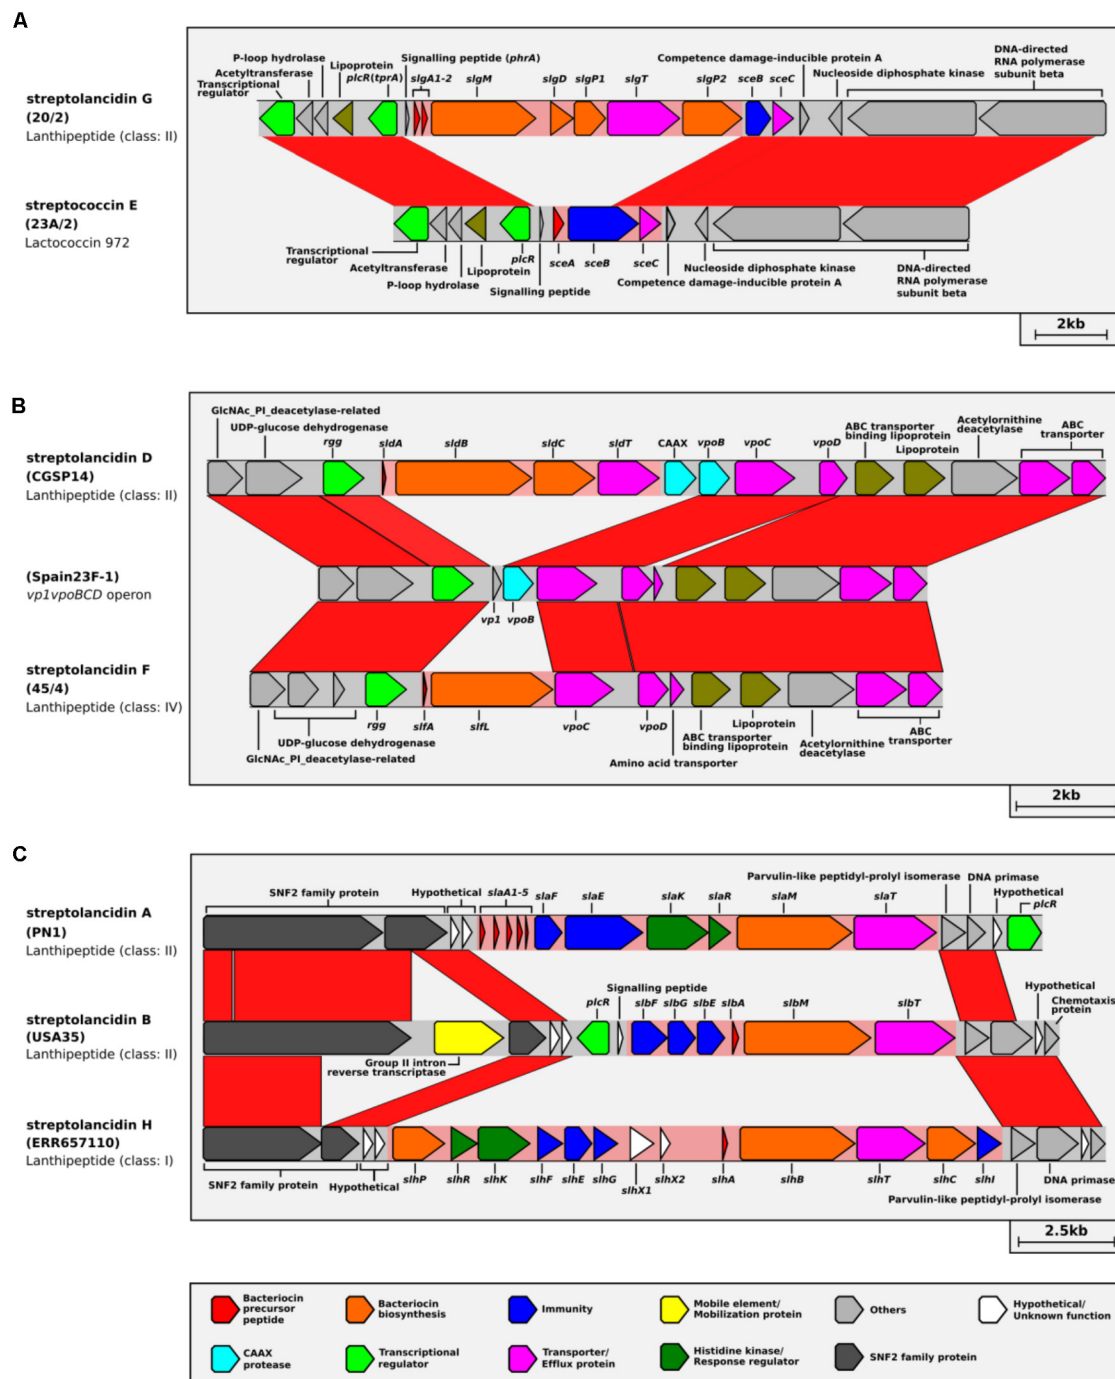 A
P-loop hydrolase
Acetyltransferase
Transcriptional
regulator
Lipoprotein
plcR(tprA)
Signalling peptide (phrA)
slgA1-2
slgM
slgD
slgP1
slgT
slgP2
Competence damage-inducible protein A
sceB
sceC
Nucleoside diphosphate kinase
DNA-directed
RNA polymerase
subunit beta
streptolancidin G
(20/2)
Lanthipeptide (class: II)
streptococcin E
(23A/2)
Lactococcin 972
Transcriptional
regulator
Acetyltransferase
P-loop hydrolase
Lipoprotein
plcR
Signalling peptide
sceA
sceB
sceC
Nucleoside diphosphate kinase
Competence damage-inducible protein A
DNA-directed
RNA polymerase
subunit beta
2kb
B
GlcNAc_PI_deacetylase-related
UDP-glucose dehydrogenase
rgg
sldA
sldB
sldC
sldT
CAAX
vpoB
vpoC
vpoD
ABC transporter
binding lipoprotein
Lipoprotein
Acetylornithine
deacetylase
ABC
transporter
streptolancidin D
(CGSP14)
Lanthipeptide (class: II)
(Spain23F-1)
vp1vpoBCD operon
vp1
vpoB
streptolancidin F
(45/4)
Lanthipeptide (class: IV)
GlcNAc_PI_deacetylase-related
UDP-glucose dehydrogenase
rgg
slfA
slfL
vpoC
vpoD
Amino acid transporter
ABC transporter
binding lipoprotein
Lipoprotein
Acetylornithine
deacetylase
ABC
transporter
2kb
C
SNF2 family protein
Hypothetical
slaA1-5
slaF
slaE
slaK
slaR
slaM
slaT
Parvulin-like peptidyl-prolyl isomerase
DNA primase
Hypothetical
plcR
streptolancidin A
(PN1)
Lanthipeptide (class: II)
streptolancidin B
(USA35)
Lanthipeptide (class: II)
Group II intron
reverse transcriptase
plcR
Signalling peptide
slbF
slbG
slbE
slbA
slbM
slbT
Hypothetical
Chemotaxis
protein
streptolancidin H
(ERR657110)
Lanthipeptide (class: I)
SNF2 family protein
Hypothetical
slhP
slhR
slhK
slhF
slhE
slhG
slhX1
slhX2
slhA
slhB
slhT
slhC
slhI
Parvulin-like peptidyl-prolyl isomerase
DNA primase
2.5kb
Bacteriocin
precursor
peptide
Bacteriocin
biosynthesis
Immunity
Mobile element/
Mobilization protein
Others
Hypothetical/
Unknown function
CAAX
protease
Transcriptional
regulator
Transporter/
Efflux protein
Histidine kinase/
Response regulator
SNF2 family protein